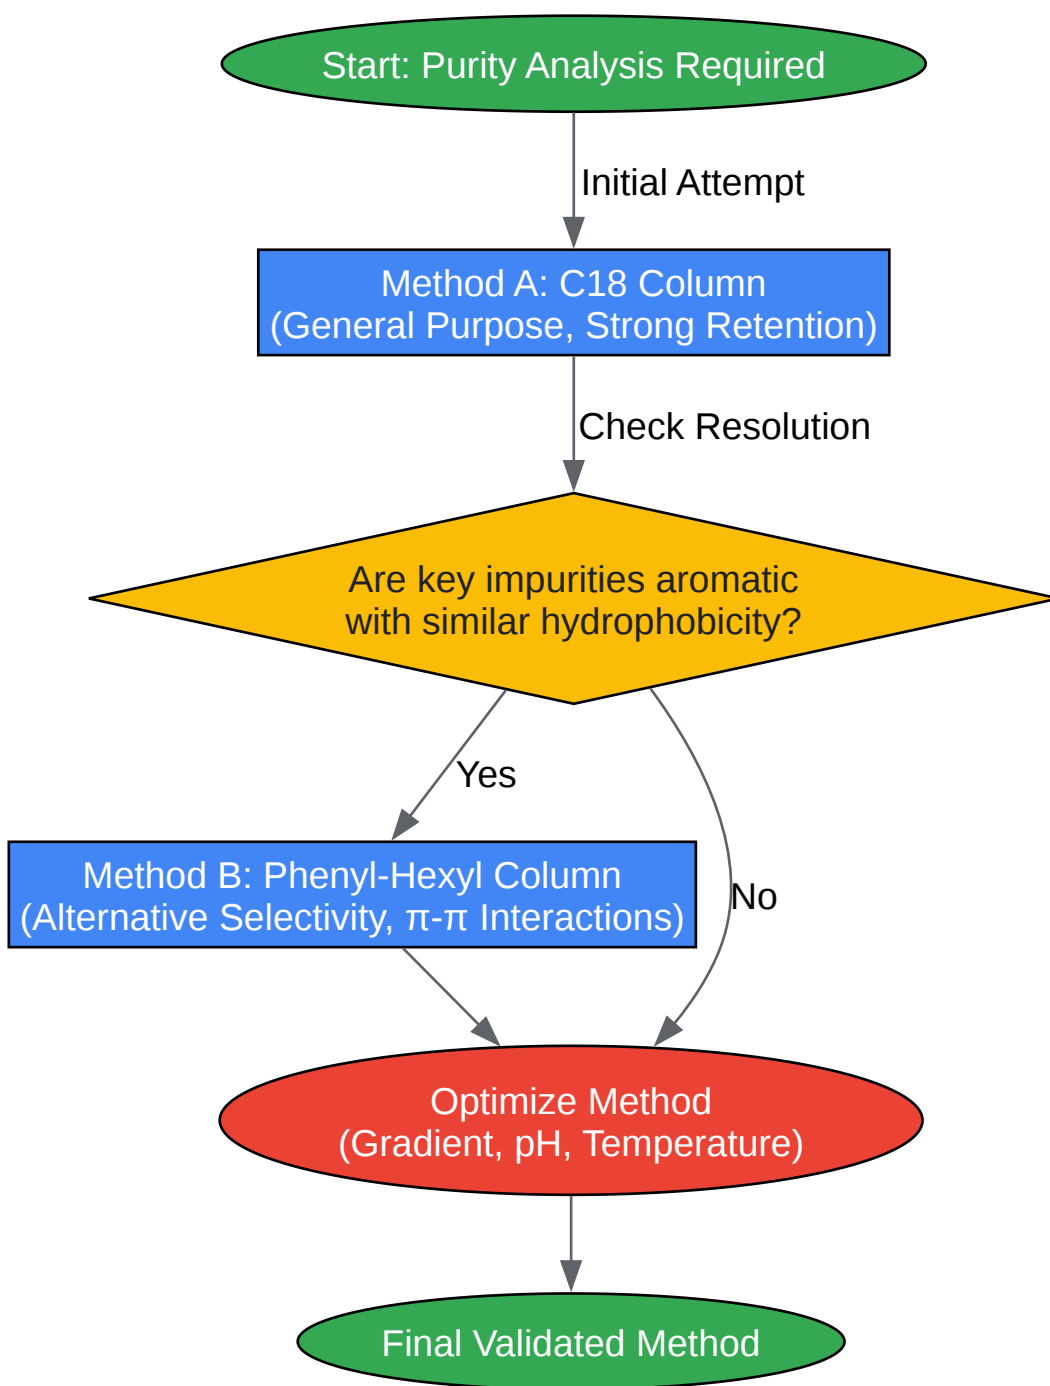 Start: Purity Analysis Required
Initial Attempt
Method A: C18 Column
(General Purpose, Strong Retention)
Check Resolution
Are key impurities aromatic
with similar hydrophobicity?
Yes
Method B: Phenyl-Hexyl Column
(Alternative Selectivity, π-π Interactions)
No
Optimize Method
(Gradient, pH, Temperature)
Final Validated Method